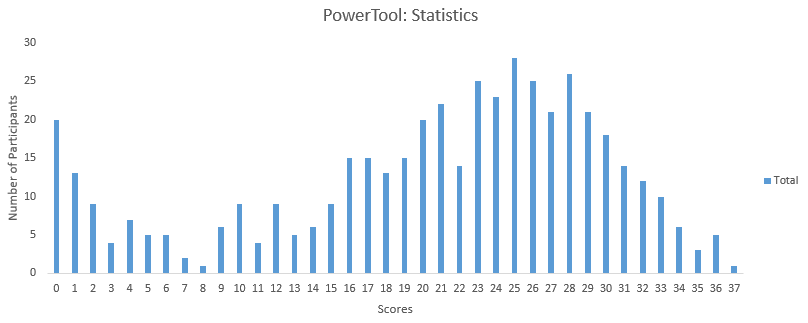 PowerTool: Statistics
30
25
20
15
10
5
0
Number of Participants
Total
0 1 2 3 4 5 6 7 8 9 10 11 12 13 14 15 16 17 18 19 20 21 22 23 24 25 26 27 28 29 30 31 32 33 34 35 36 37
Scores